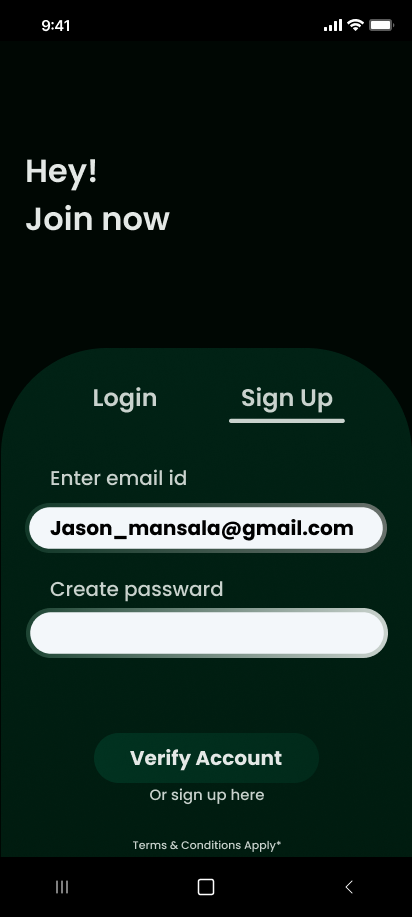 9:41
Hey!
Join now
Login Sign Up
Enter email id
Jason_mansala@gmail.com
Create password
Verify Account
Or sign up here
Terms & Conditions Apply*